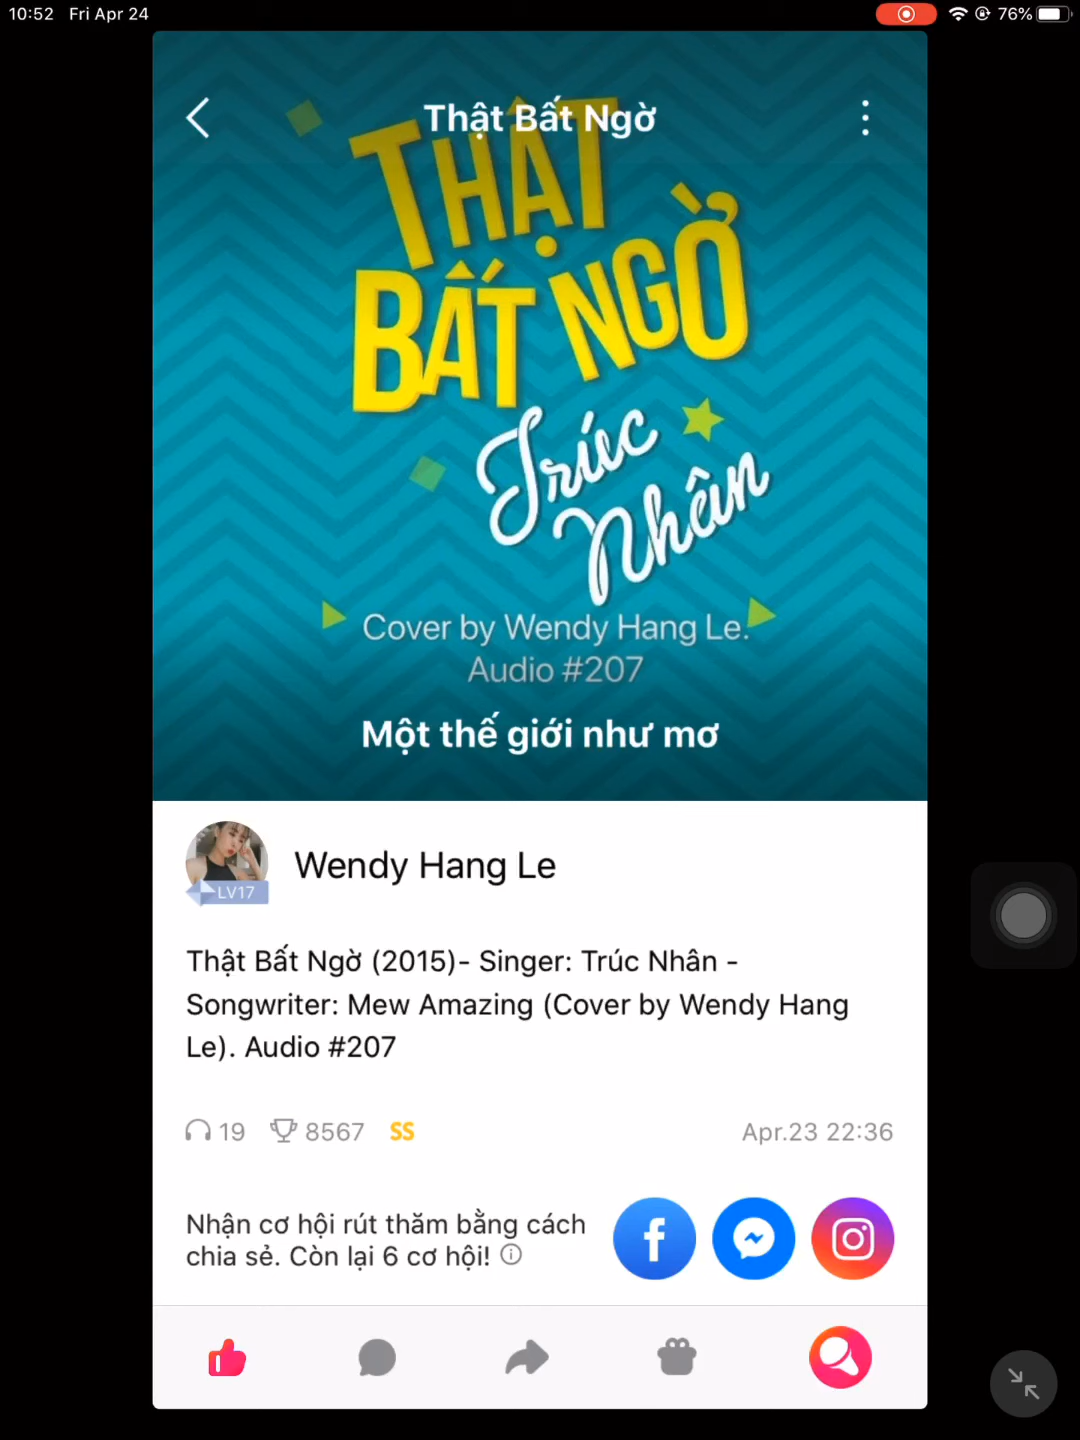 10:52 Fri Apr 24
76%
Thật Bất Ngờ
THẬT
BẤT NGỜ
Trúc
Nhân
Cover by Wendy Hang Le.
Audio #207
Một thế giới như mơ
LV17
Wendy Hang Le
Thật Bất Ngờ (2015)- Singer: Trúc Nhân -
Songwriter: Mew Amazing (Cover by Wendy Hang
Le). Audio #207
19 8567 SS Apr.23 22:36
Nhận cơ hội rút thăm bằng cách
chia sẻ. Còn lại 6 cơ hội!